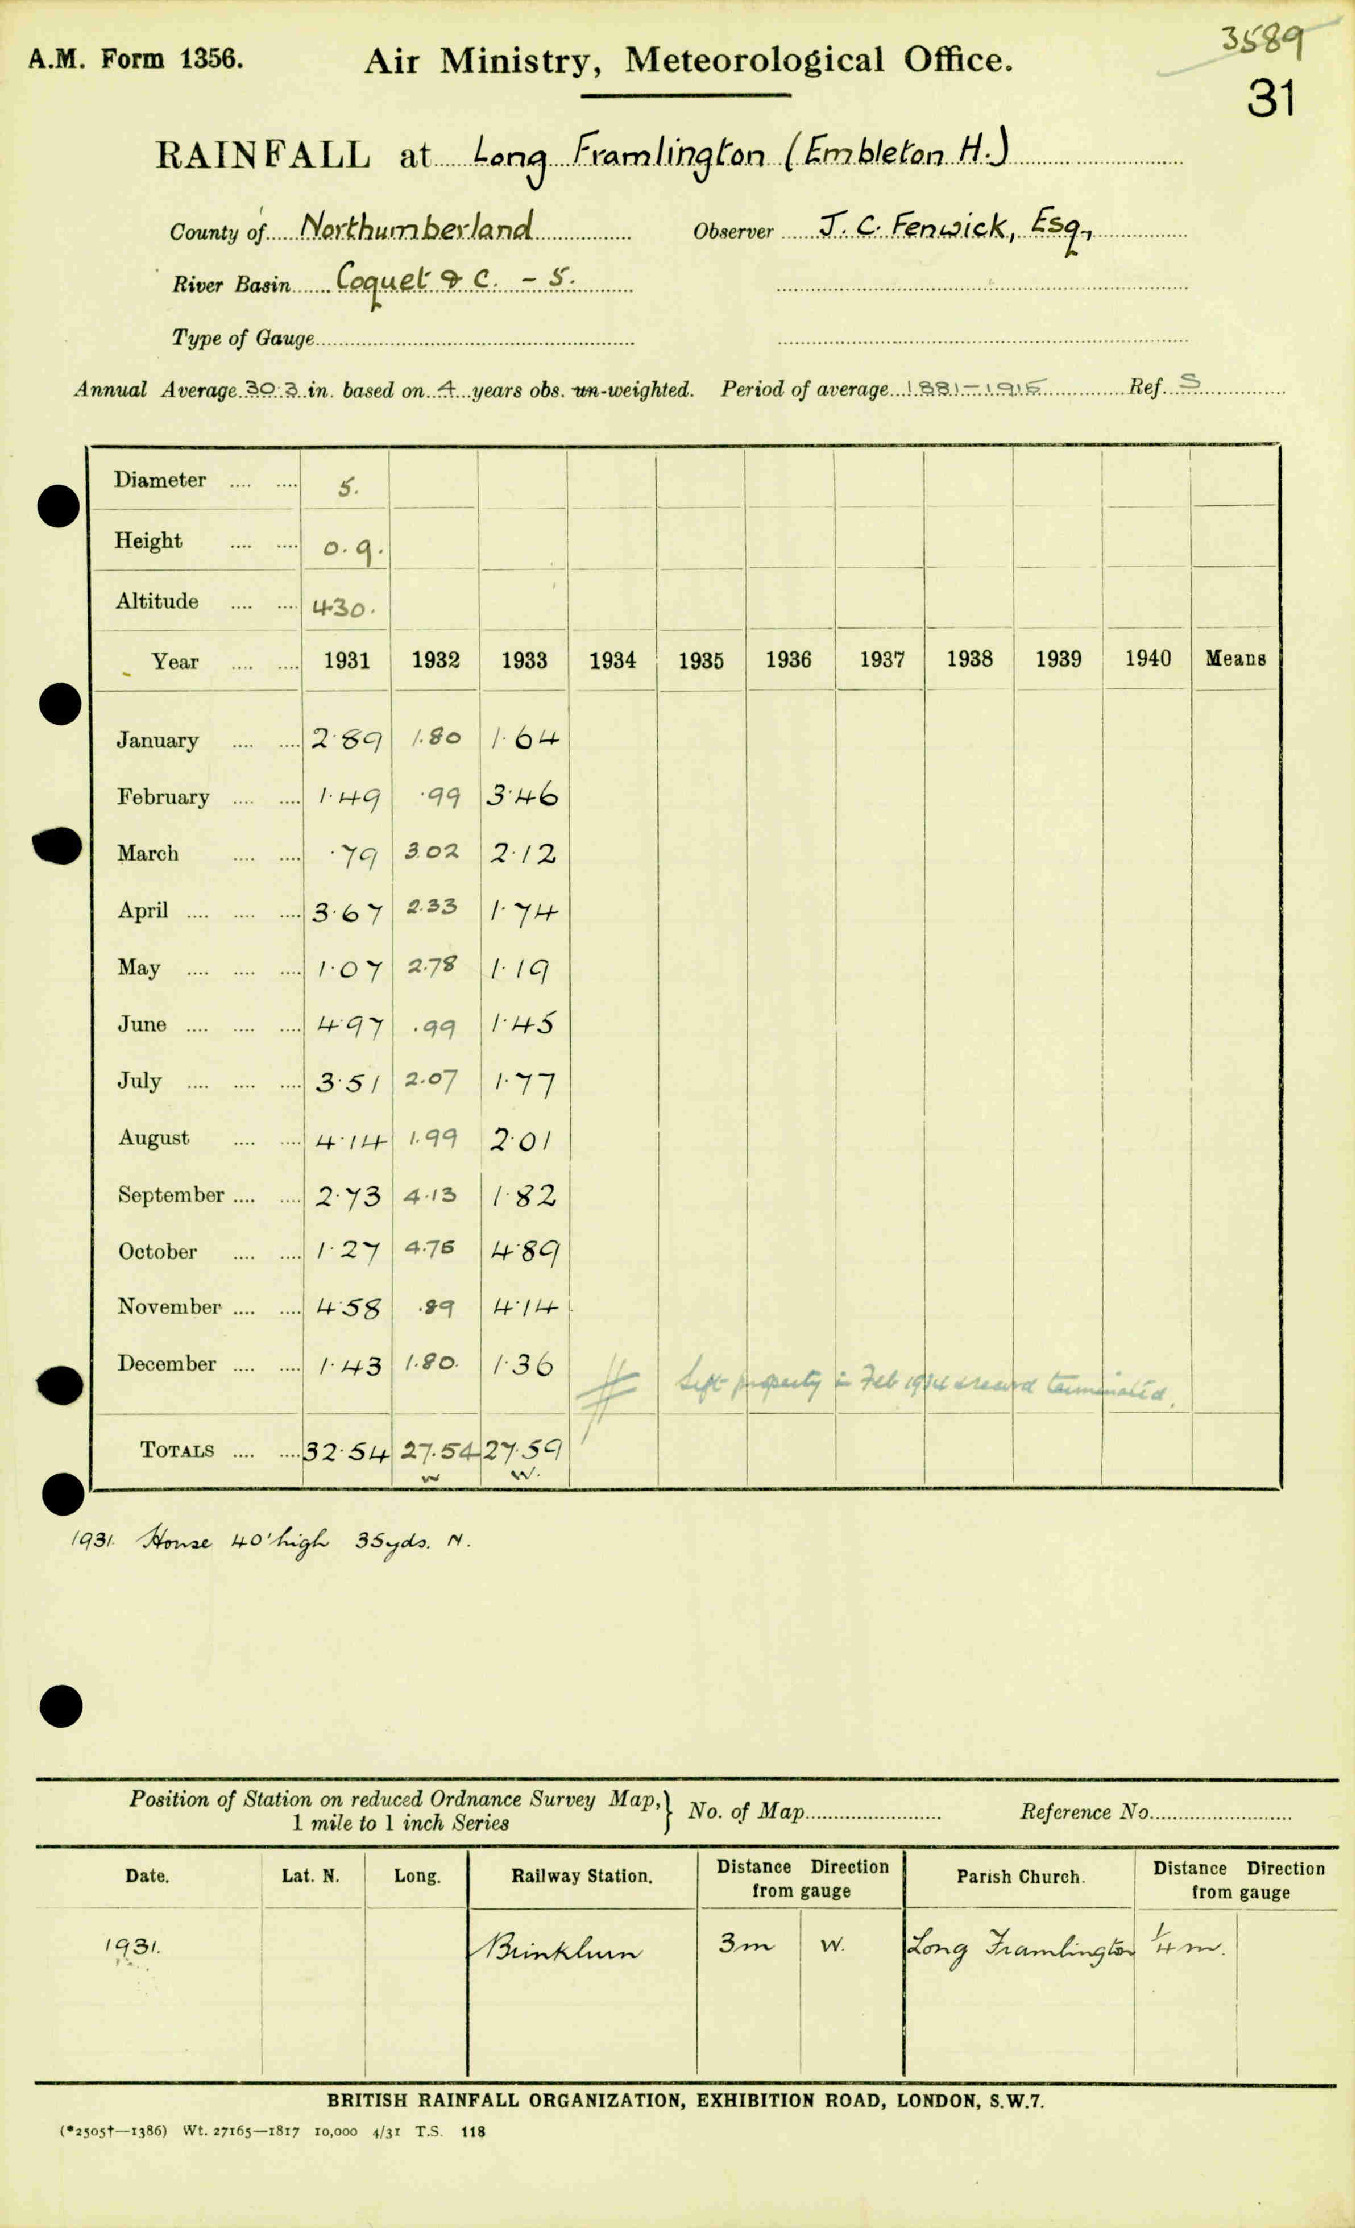 3589
A.M. Form 1356. Air Ministry, Meteorological Office.
31
RAINFALL at Long Framlington (Embleton H.)
County of Northumberland Observer J. C. Fenwick, Esq.,
River Basin Coquet & C. - 5.
Type of Gauge
Annual Average 30.3 in. based on 4 years obs. un-weighted. Period of average 1881-1915 Ref. S
Diameter 5.
Height 0.9.
Altitude 430.
Year 1931 1932 1933 1934 1935 1936 1937 1938 1939 1940 Means
January 2.89 1.80 1.64
February 1.49 .99 3.46
March .79 3.02 2.12
April 3.67 2.33 1.74
May 1.07 2.78 1.19
June 4.97 .99 1.45
July 3.51 2.07 1.77
August 4.14 1.99 2.01
September 2.73 4.13 1.82
October 1.27 4.75 4.89
November 4.58 .89 4.14
December 1.43 1.80. 1.36
Left property in Feb 1934 & record terminated.
TOTALS 32.54 27.54 27.59
w w.
1931. House 40' high 35yds. N.
Position of Station on reduced Ordnance Survey Map,} No. of Map Reference No.
1 mile to 1 inch Series
Date. Lat. N. Long. Railway Station. Distance Direction from gauge Parish Church. Distance Direction from gauge
1931. Brinkburn 3m W. Long Framlington 1/4 m.
BRITISH RAINFALL ORGANIZATION, EXHIBITION ROAD, LONDON, S.W.7.
(*2505†—1386) Wt. 27165—1817 10,000 4/31 T.S. 118